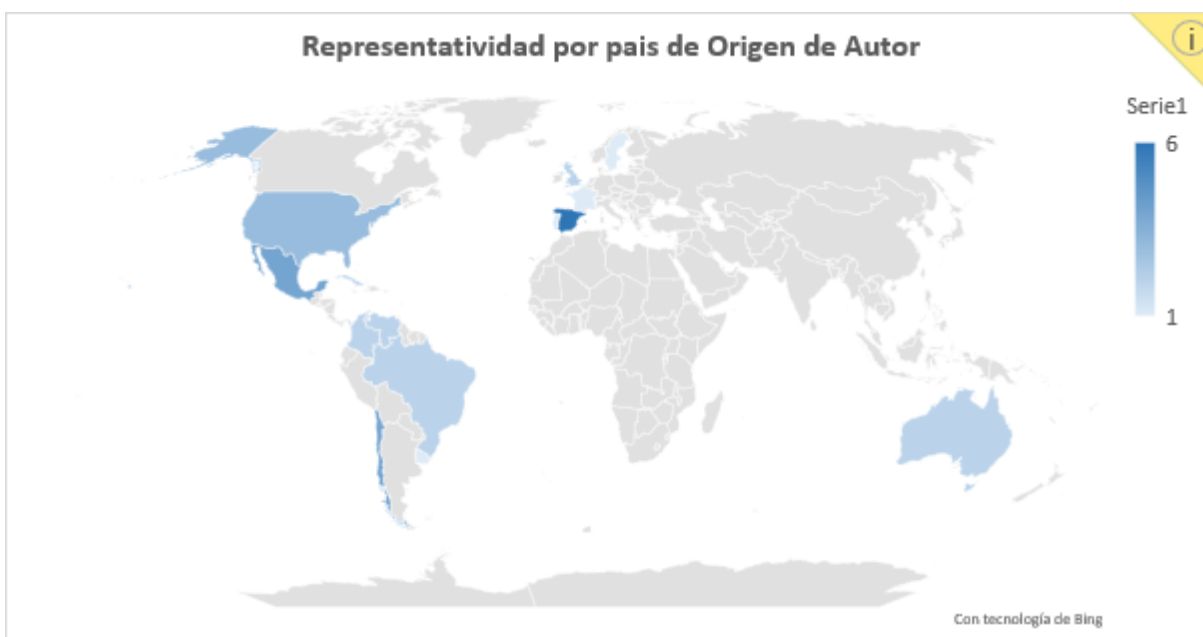 Representatividad por pais de Origen de Autor
i
Serie1
6
1
Con tecnología de Bing